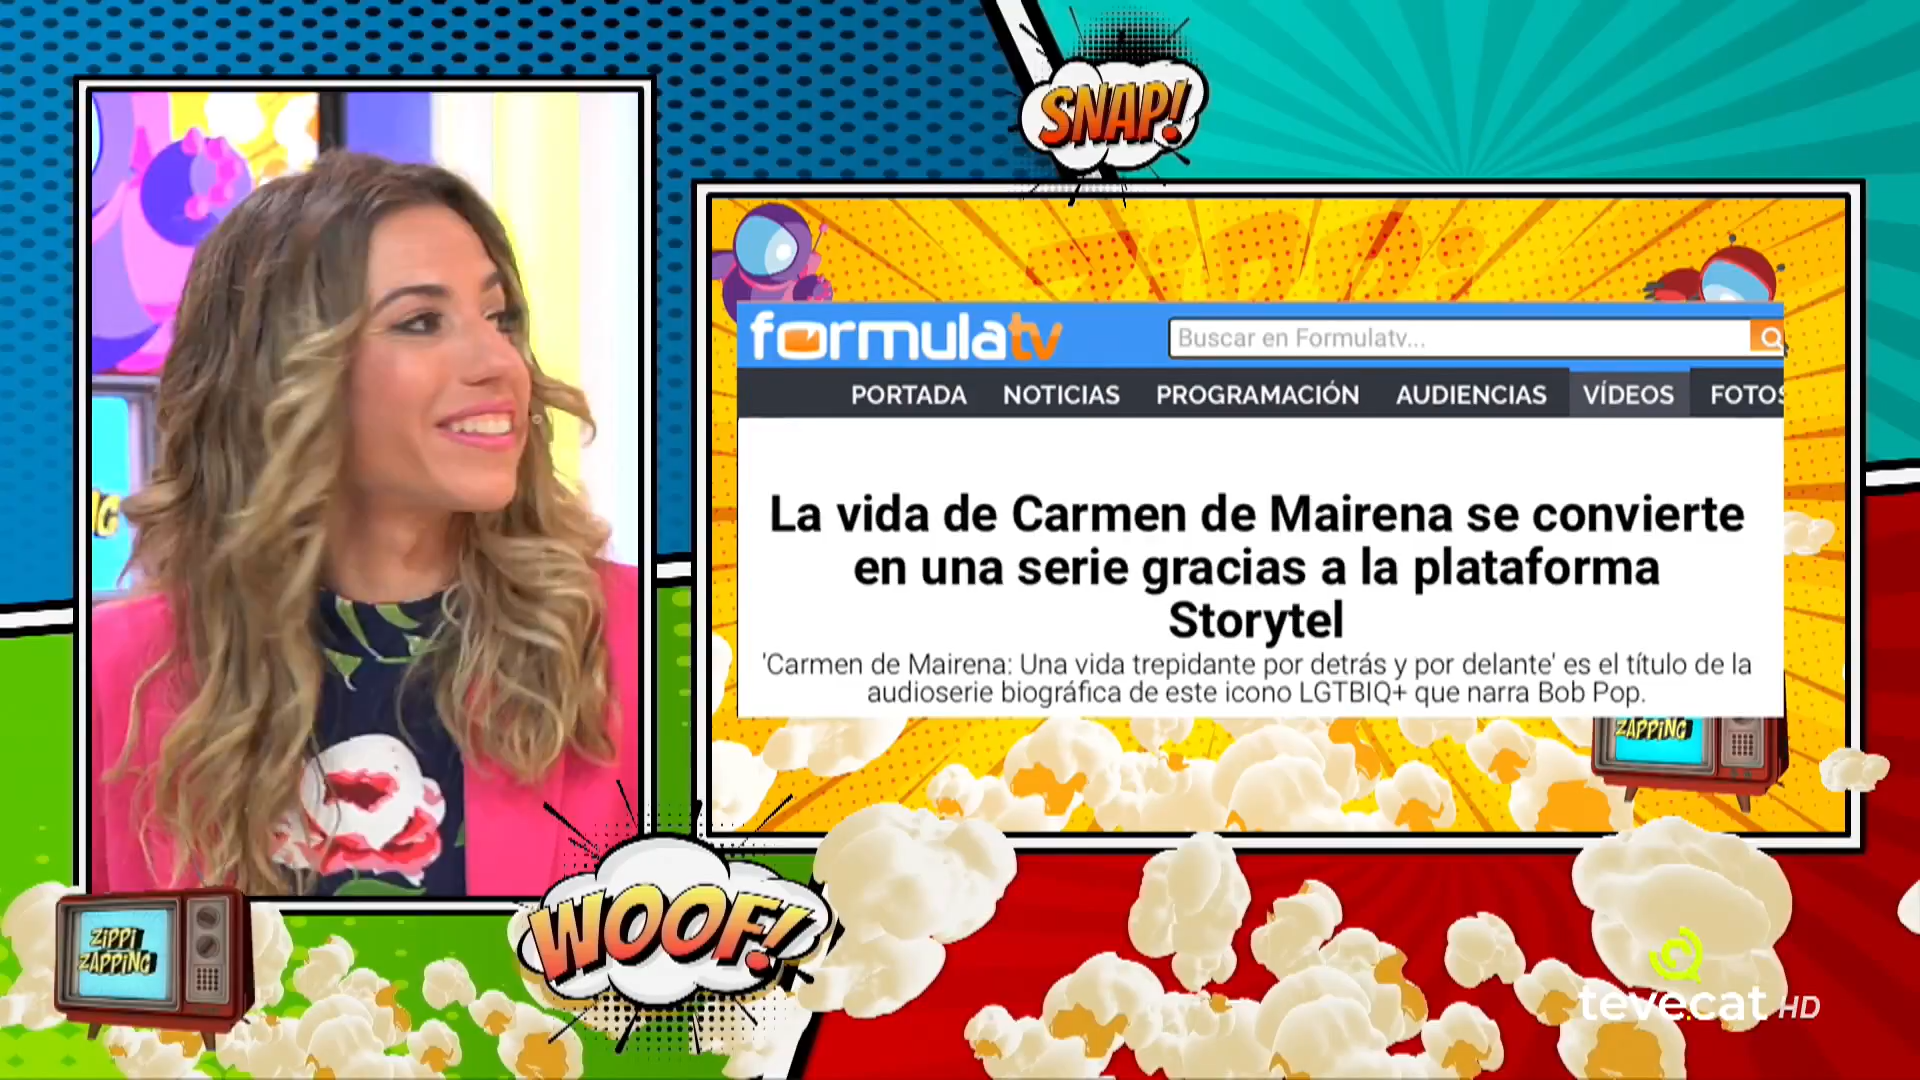 SNAP!
formulatv
Buscar en Formulatv...
PORTADA NOTICIAS PROGRAMACIÓN AUDIENCIAS VÍDEOS FOTOS
La vida de Carmen de Mairena se convierte
en una serie gracias a la plataforma
Storytel
'Carmen de Mairena: Una vida trepidante por detrás y por delante' es el título de la
audioserie biográfica de este icono LGTBIQ+ que narra Bob Pop.
ZAPPING
WOOF!
ZIPPI
ZAPPING
teve.cat HD